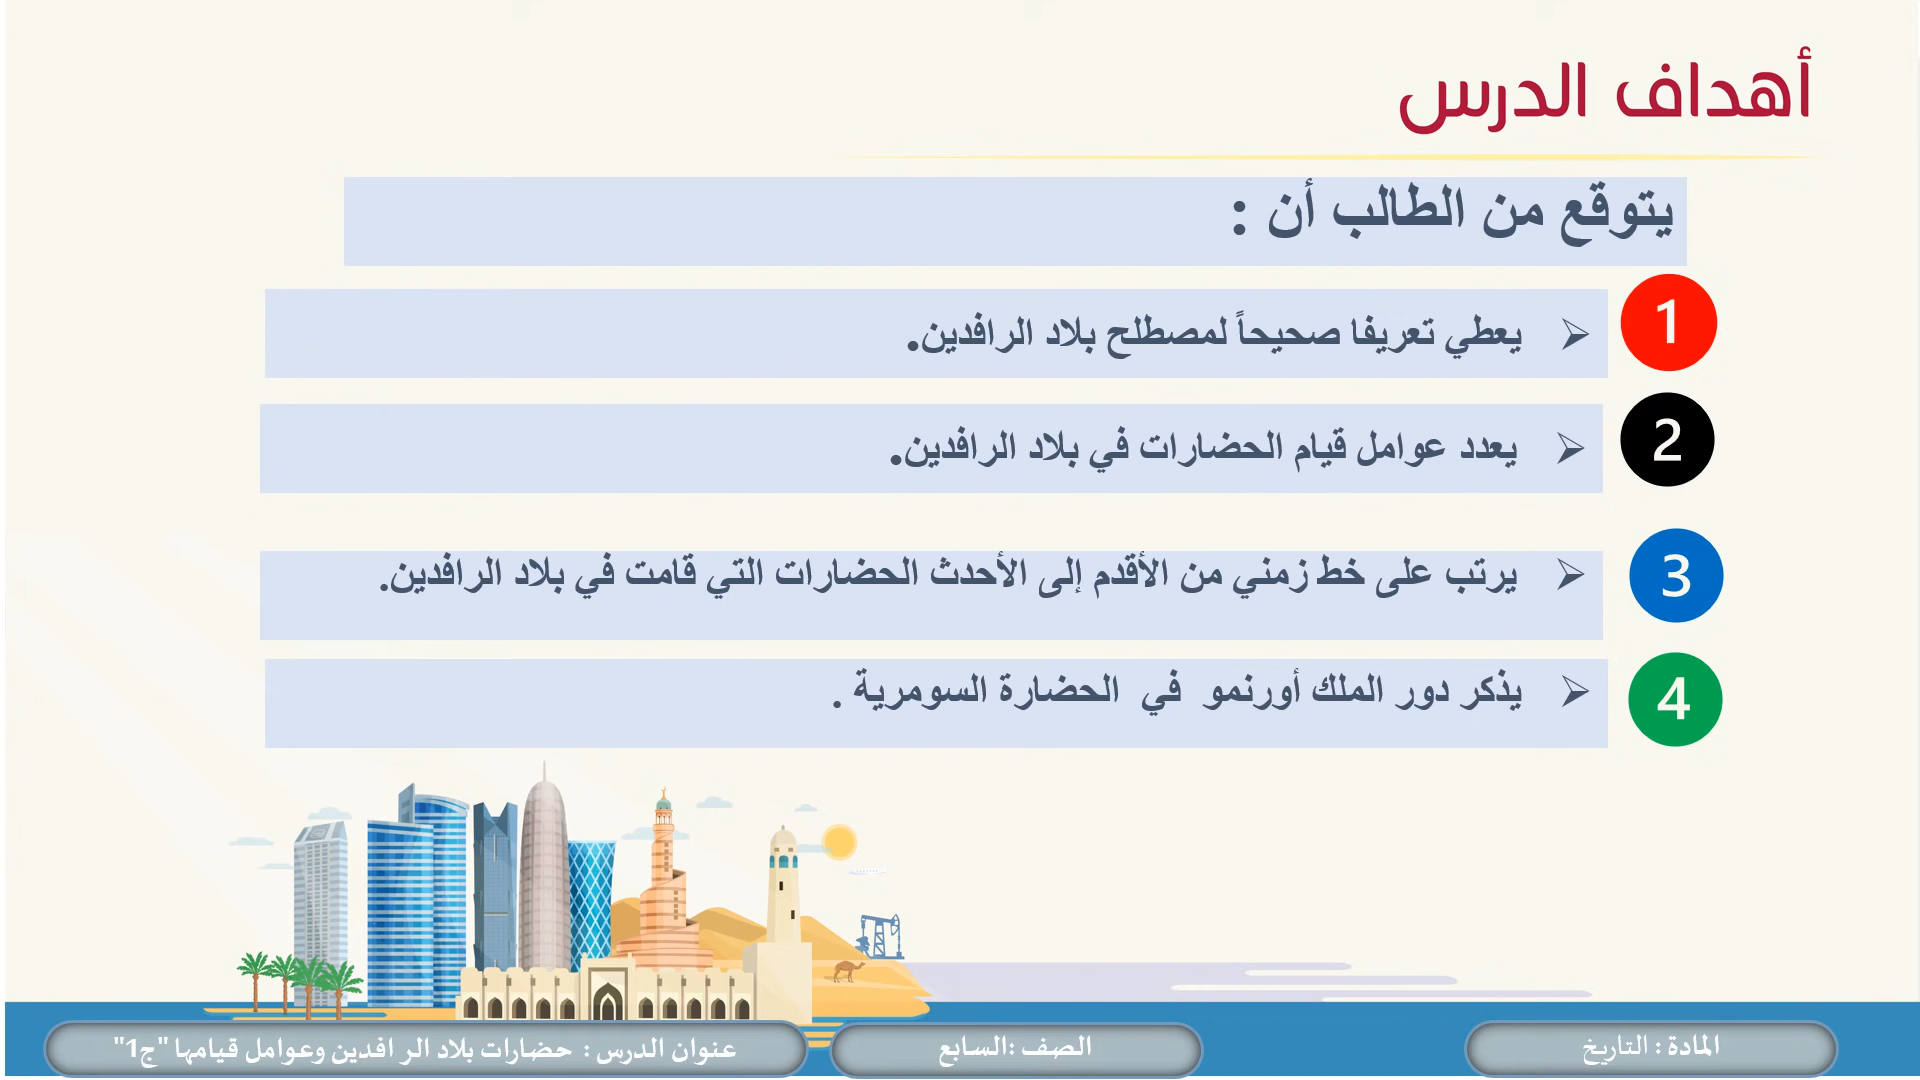 أهداف الدرس
يتوقع من الطالب أن :
1
➢ يعطي تعريفا صحيحاً لمصطلح بلاد الرافدين.
2
➢ يعدد عوامل قيام الحضارات في بلاد الرافدين.
3
➢ يرتب على خط زمني من الأقدم إلى الأحدث الحضارات التي قامت في بلاد الرافدين.
4
➢ يذكر دور الملك أورنمو في الحضارة السومرية .
المادة : التاريخ
الصف :السابع
عنوان الدرس : حضارات بلاد الرافدين وعوامل قيامها "ج1"